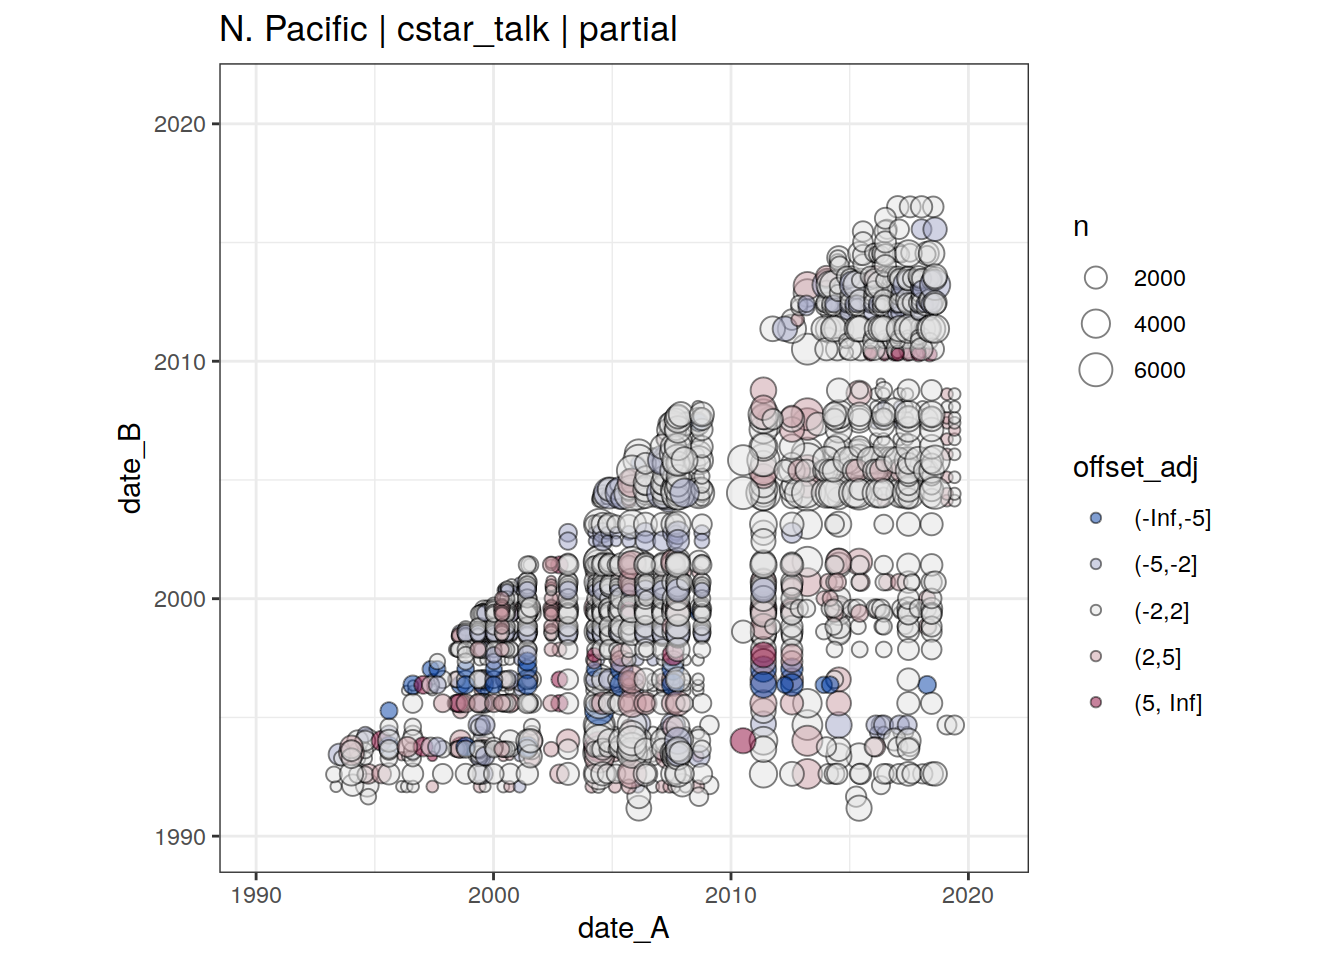 N. Pacific | cstar_talk | partial
2020
2010
2000
1990
1990
2000
2010
2020
date_A
date_B
n
2000
4000
6000
offset_adj
(-Inf,-5]
(-5,-2]
(-2,2]
(2,5]
(5, Inf]